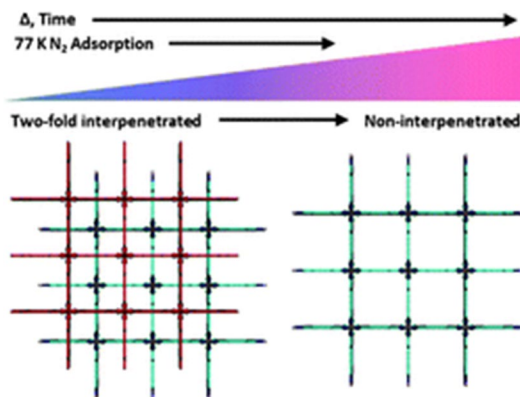 Δ, Time
77 K N₂ Adsorption
Two-fold interpenetrated
Non-interpenetrated